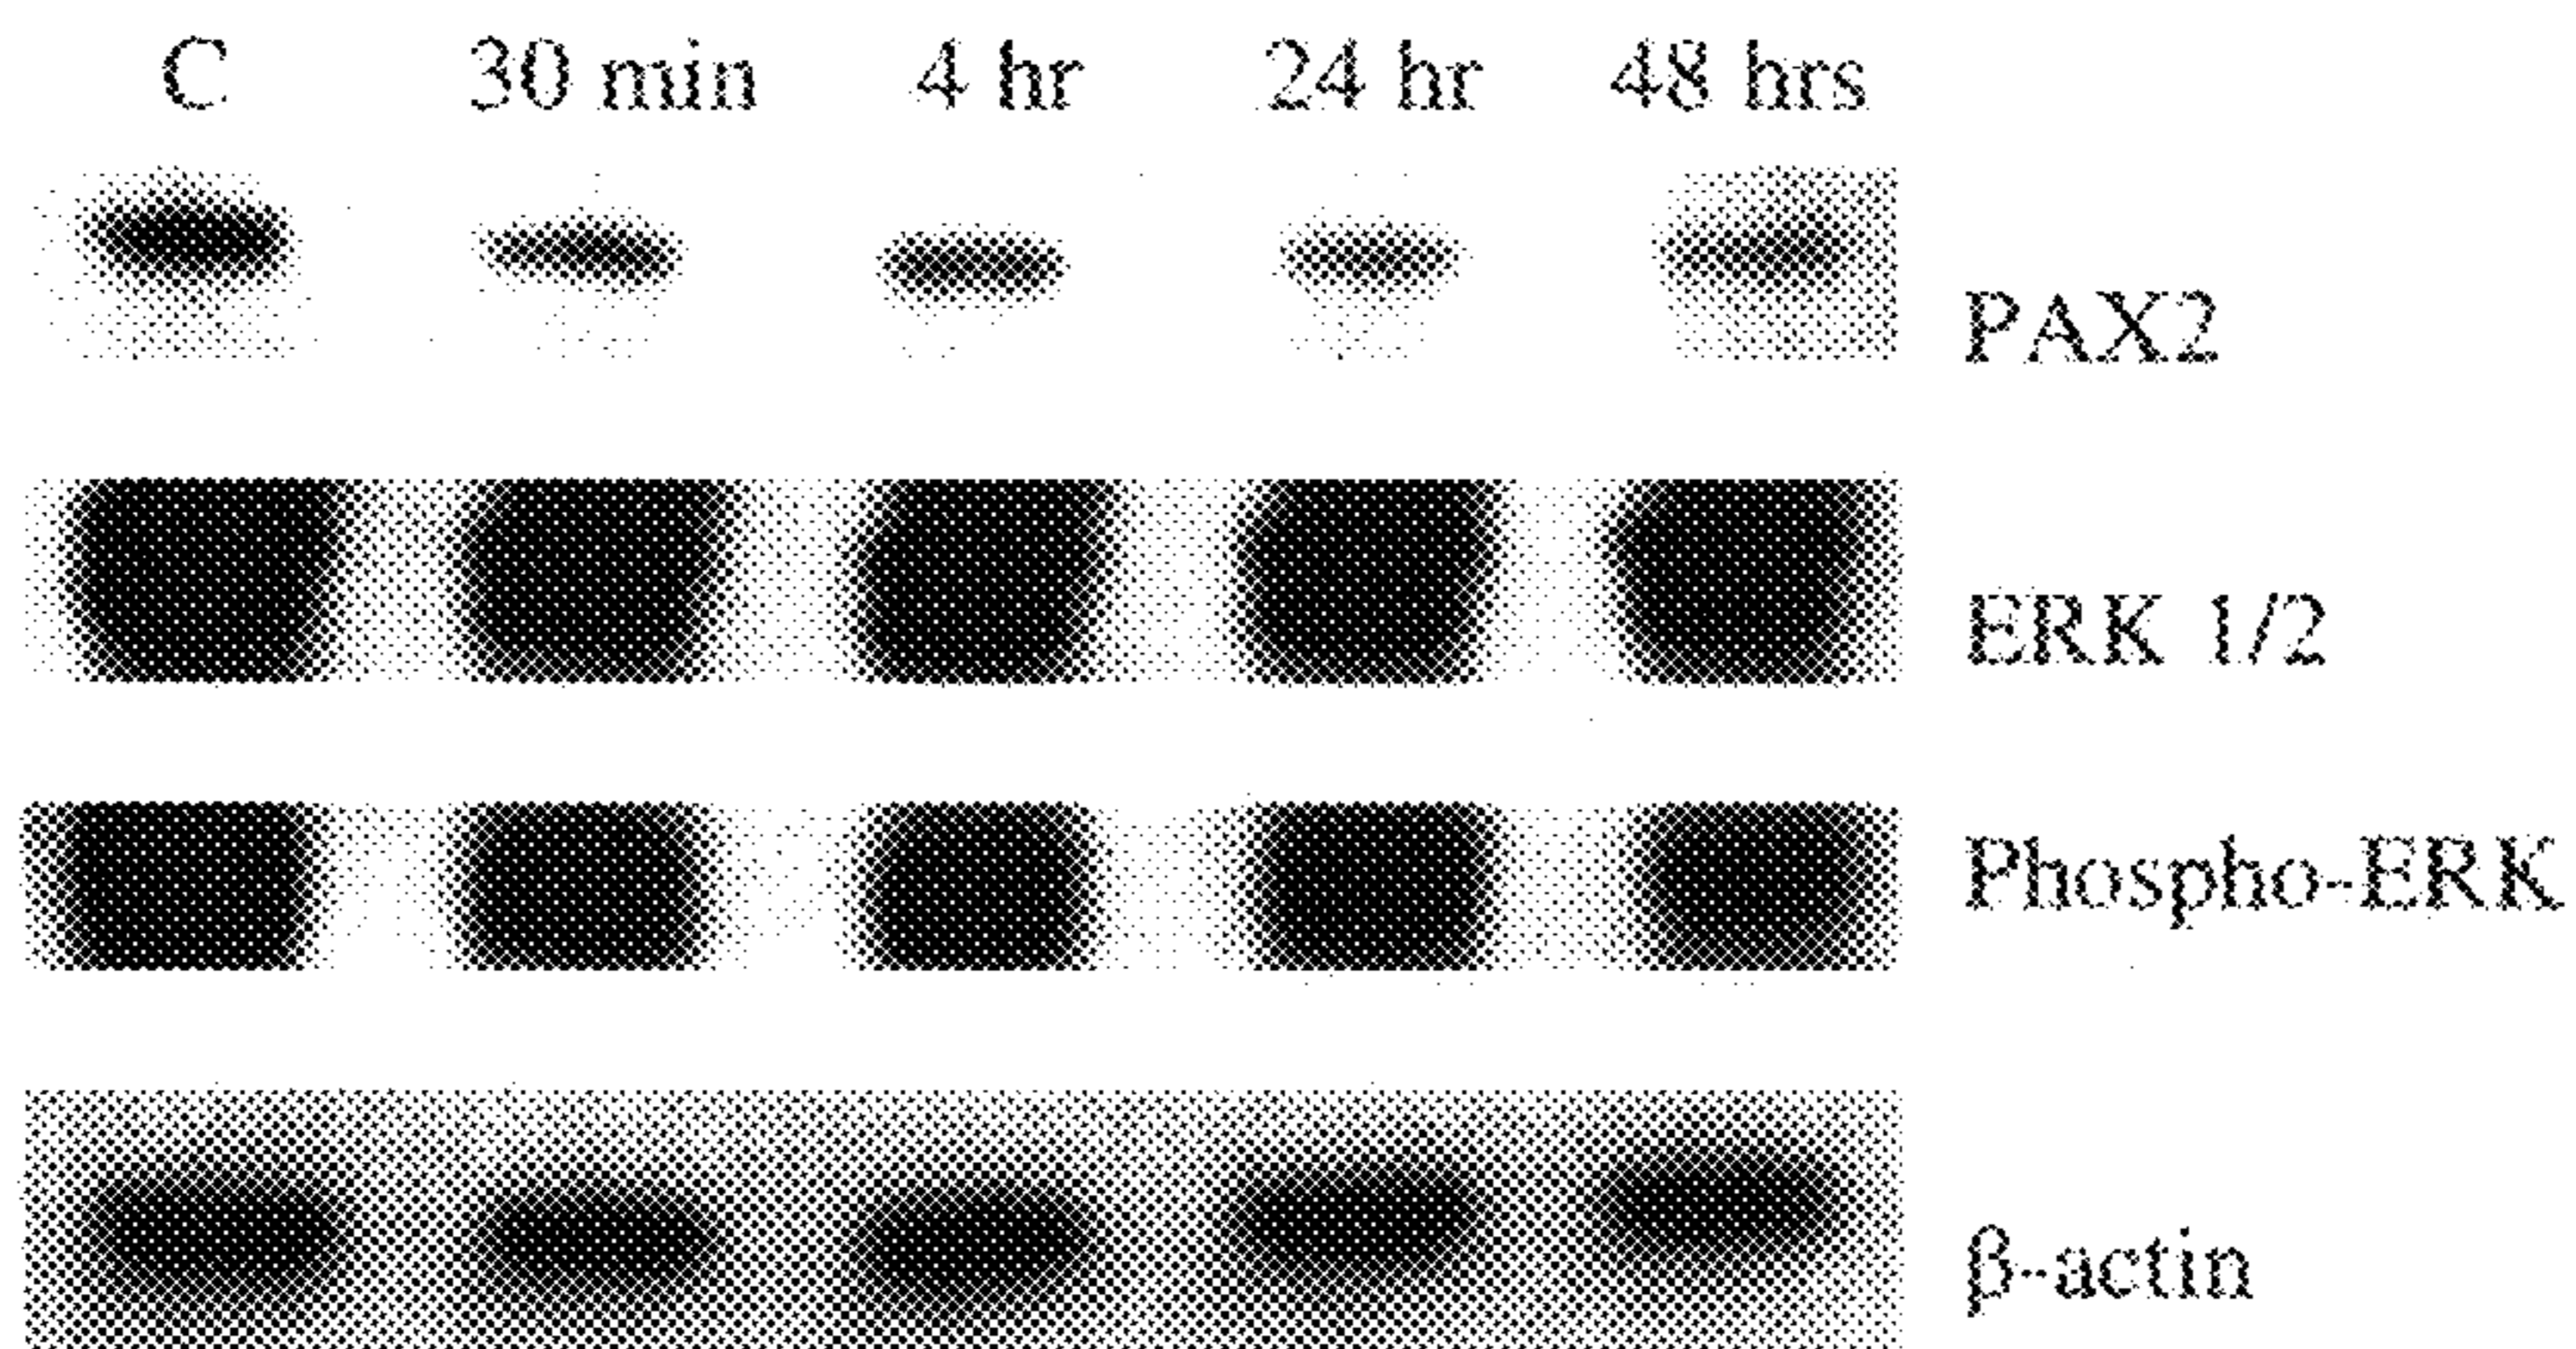 C 30 min 4 hr 24 hr 48 hrs
PAX2
ERK 1/2
Phospho-ERK
β-actin